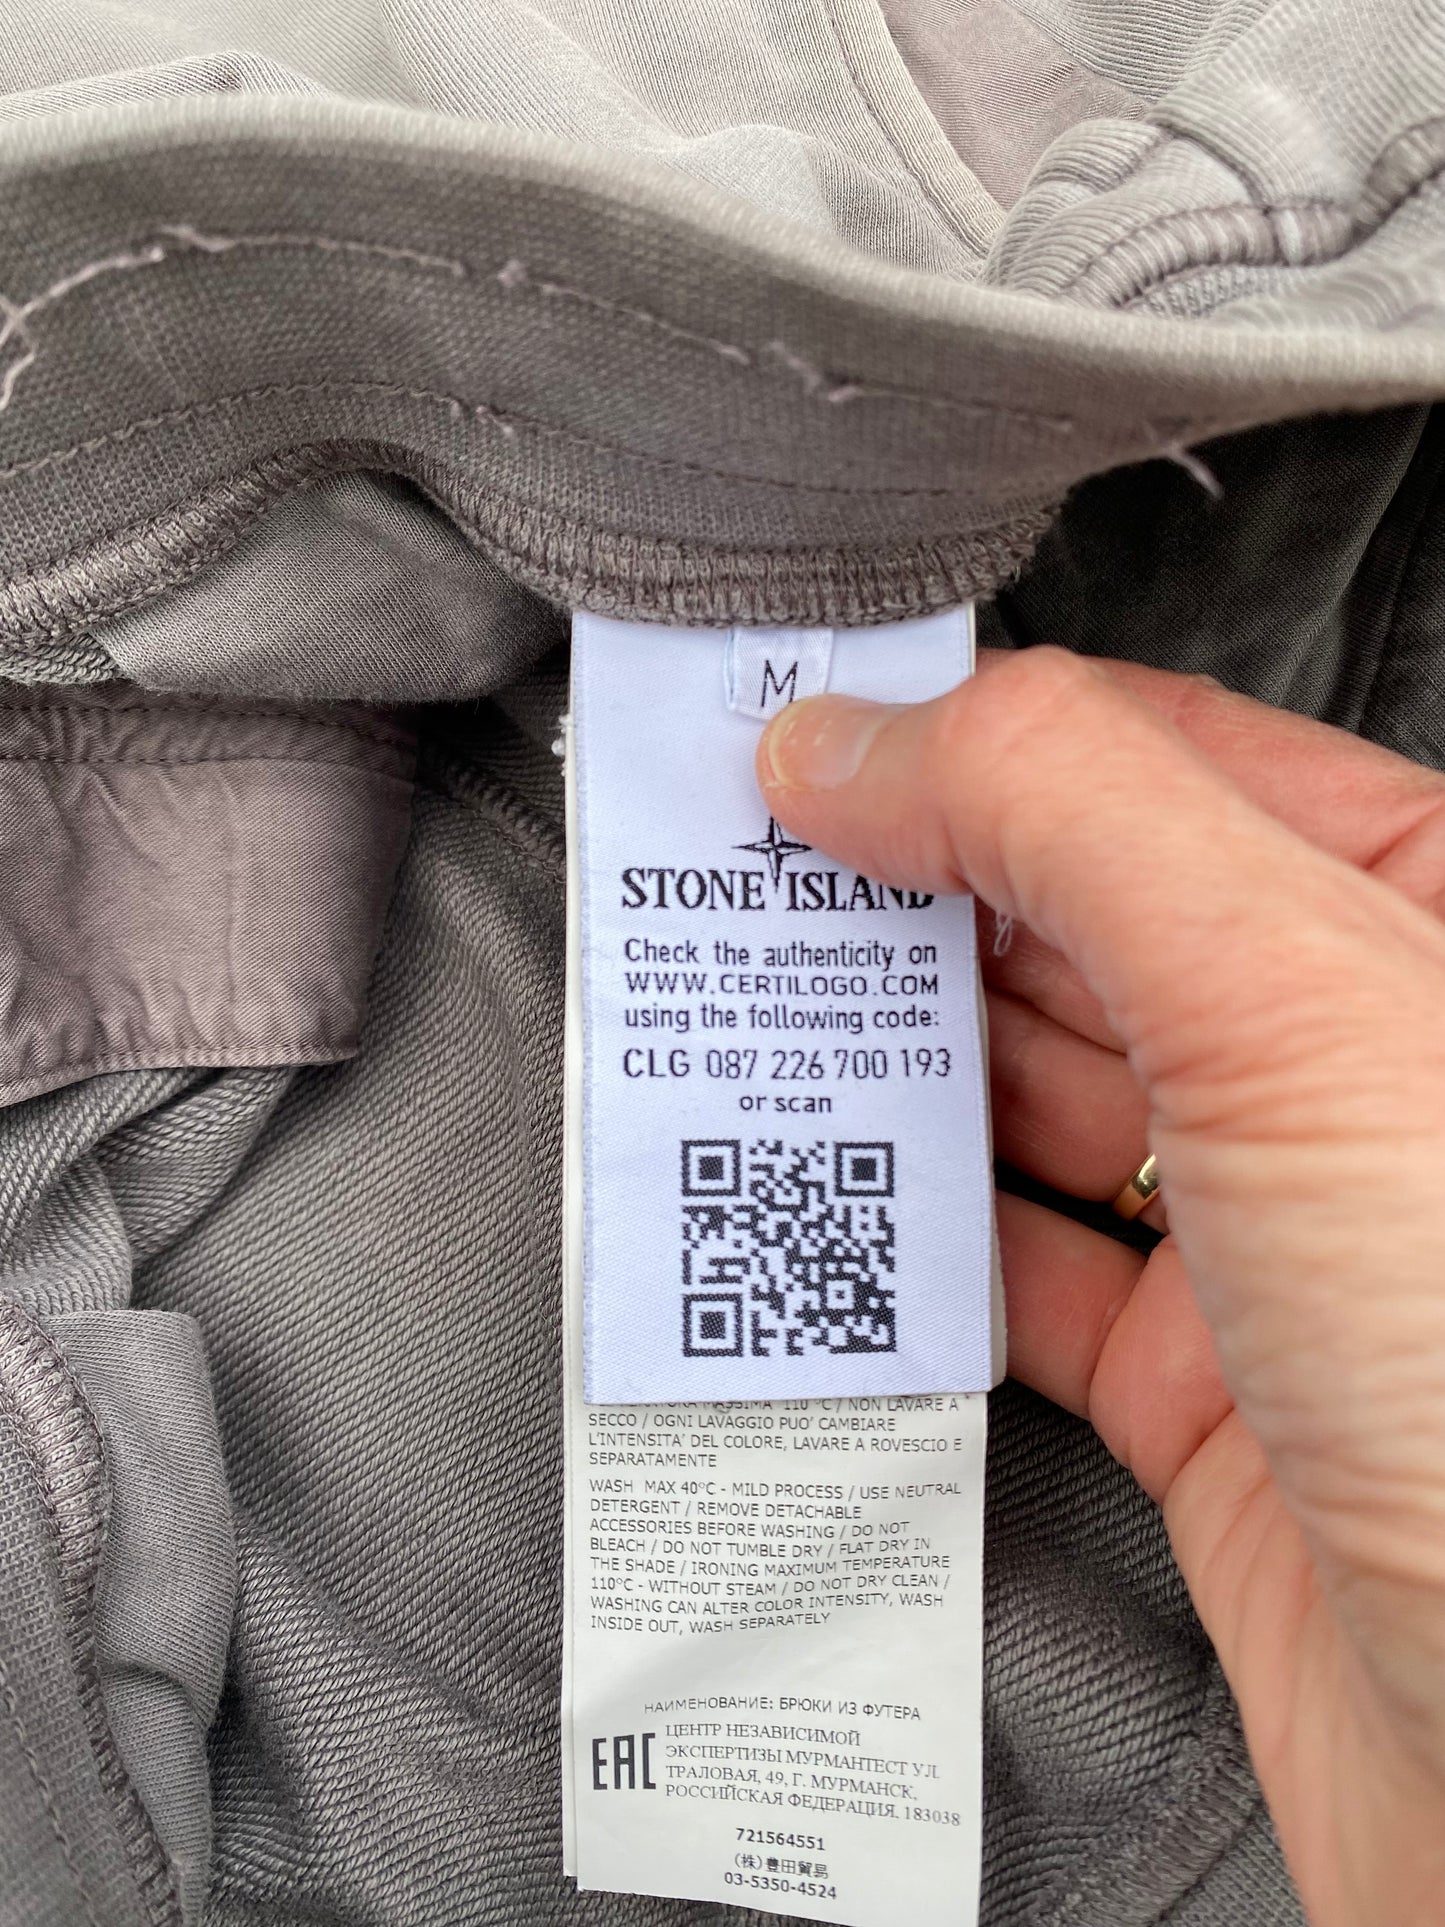 M
STONE ISLAND
Check the authenticity on
WWW.CERTILOGO.COM
using the following code:
CLG 087 226 700 193
or scan
MASSIMA 110 °C / NON LAVARE A
SECCO / OGNI LAVAGGIO PUO' CAMBIARE
L'INTENSITA' DEL COLORE, LAVARE A ROVESCIO E
SEPARATAMENTE
WASH MAX 40°C - MILD PROCESS / USE NEUTRAL
DETERGENT / REMOVE DETACHABLE
ACCESSORIES BEFORE WASHING / DO NOT
BLEACH / DO NOT TUMBLE DRY / FLAT DRY IN
THE SHADE / IRONING MAXIMUM TEMPERATURE
110°C - WITHOUT STEAM / DO NOT DRY CLEAN /
WASHING CAN ALTER COLOR INTENSITY, WASH
INSIDE OUT, WASH SEPARATELY
НАИМЕНОВАНИЕ: БРЮКИ ИЗ ФУТЕРА
EAC
ЦЕНТР НЕЗАВИСИМОЙ
ЭКСПЕРТИЗЫ МУРМАНТЕСТ УЛ.
ТРАЛОВАЯ, 49, Г. МУРМАНСК,
РОССИЙСКАЯ ФЕДЕРАЦИЯ, 183038
721564551
(株)豊田貿易
03-5350-4524